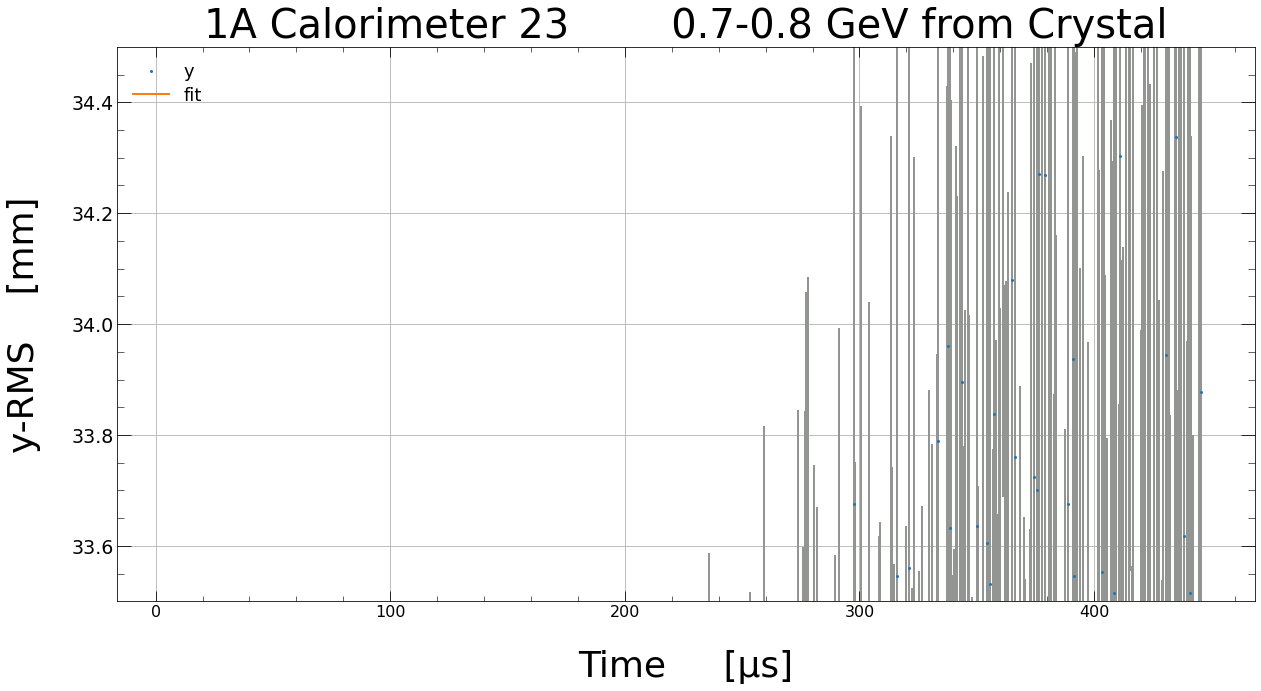 1A Calorimeter 23 0.7-0.8 GeV from Crystal
y
fit
34.4
34.2
34.0
33.8
33.6
y-RMS [mm]
0 100 200 300 400
Time [μs]